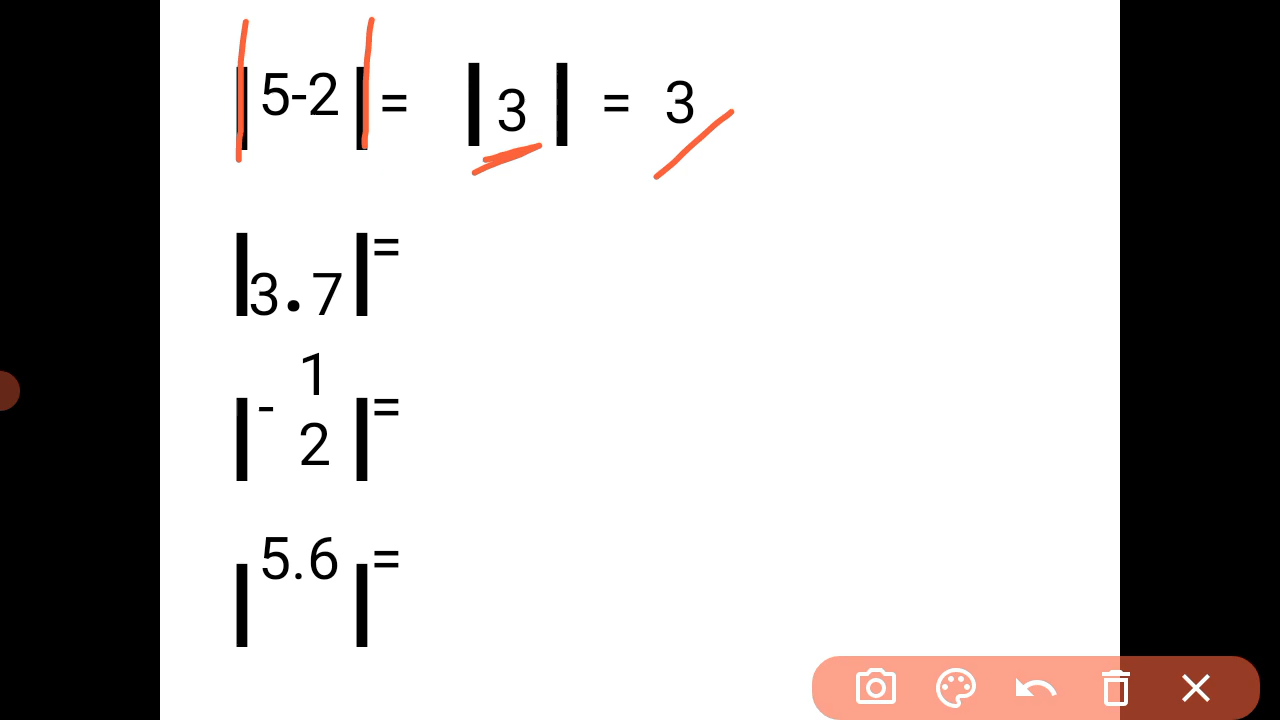 |5-2| = |3| = 3
|3.7| =
1
|- | =
2
|5.6| =